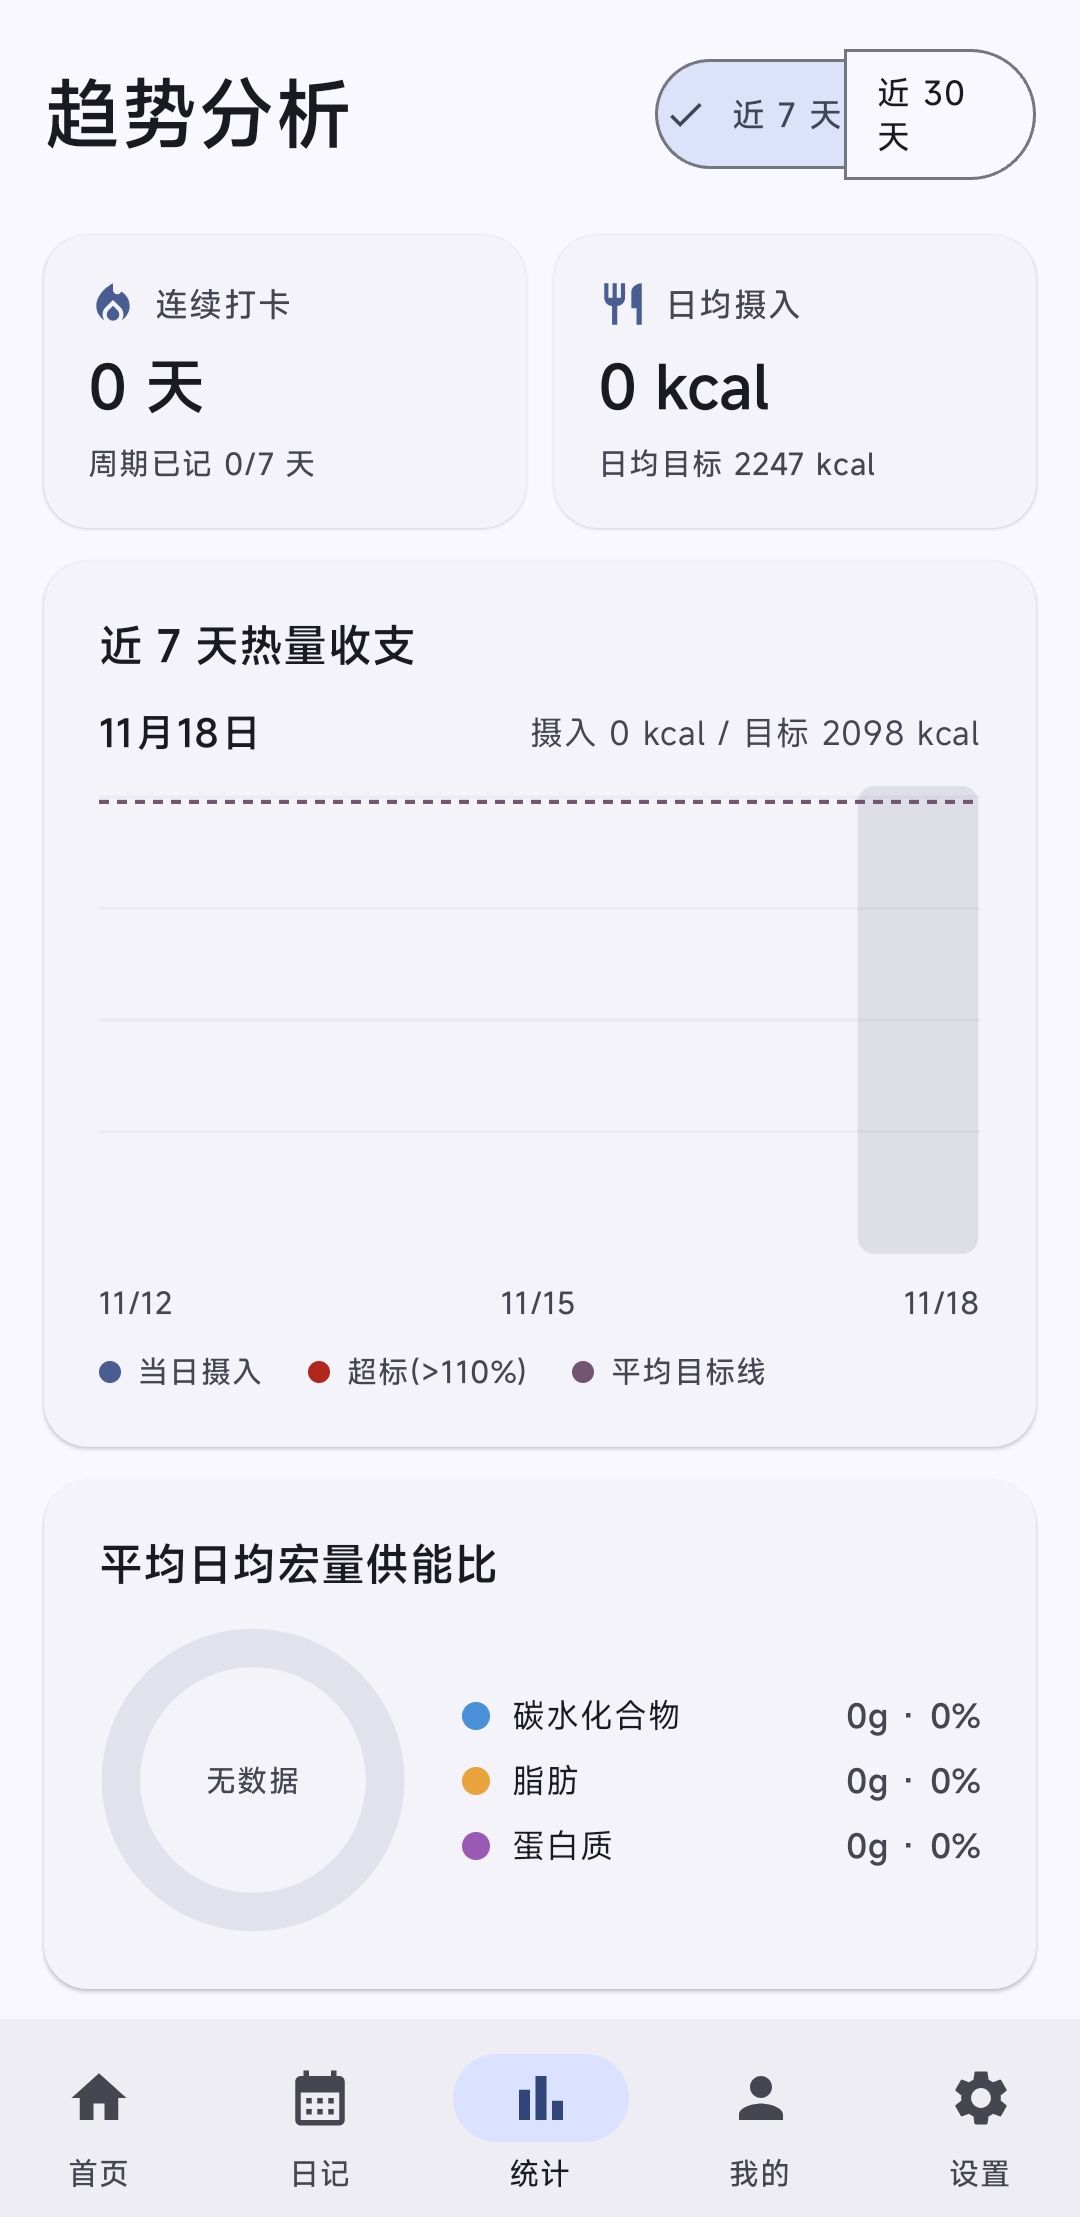 趋势分析
近 7 天
近 30
天
连续打卡
0 天
周期已记 0/7 天
日均摄入
0 kcal
日均目标 2247 kcal
近 7 天热量收支
11月18日
摄入 0 kcal / 目标 2098 kcal
11/12 11/15 11/18
当日摄入 超标(>110%) 平均目标线
平均日均宏量供能比
无数据
碳水化合物 0g · 0%
脂肪 0g · 0%
蛋白质 0g · 0%
首页 日记 统计 我的 设置